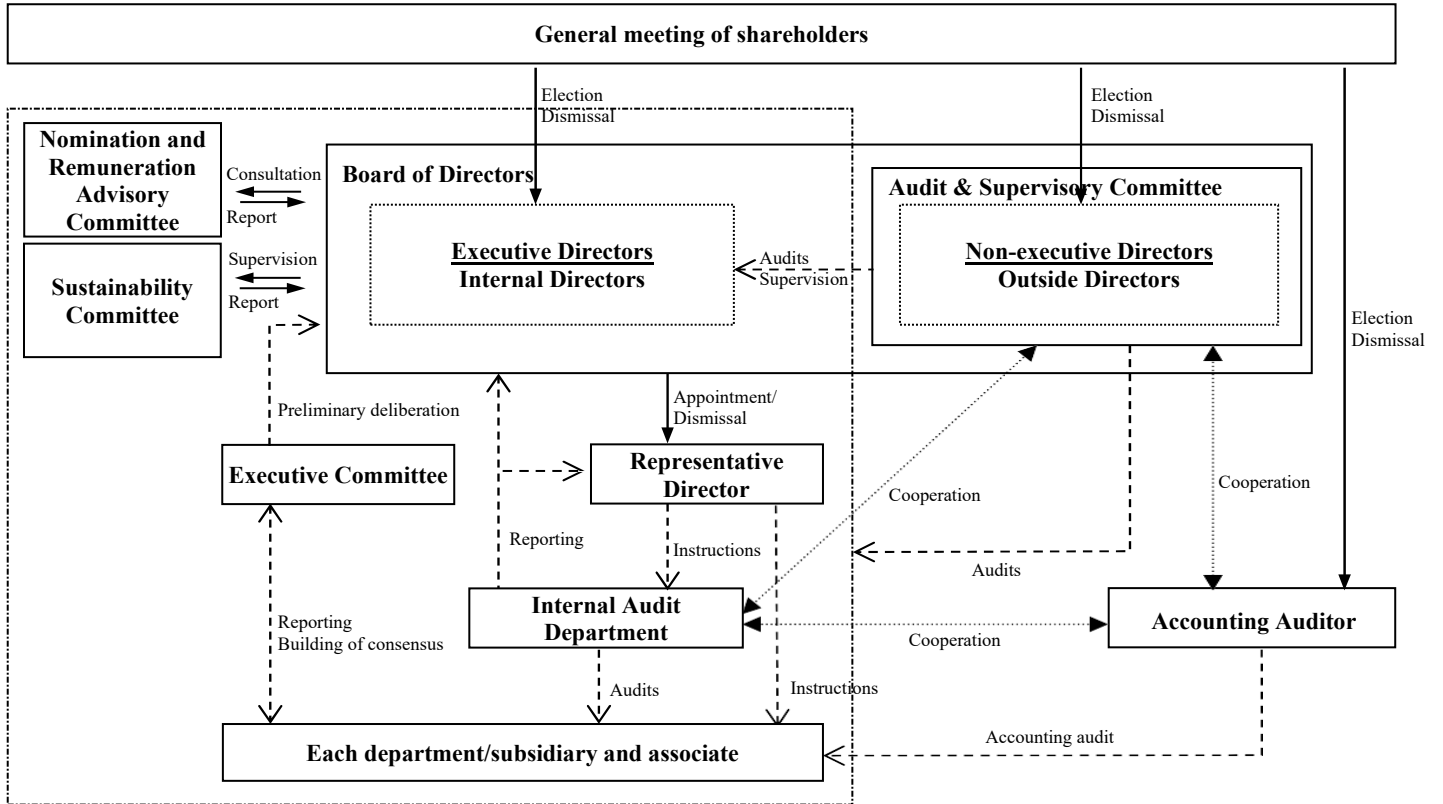 General meeting of shareholders
Election
Dismissal
Election
Dismissal
Nomination and
Remuneration
Advisory
Committee
Consultation
Report
Board of Directors
Audit & Supervisory Committee
Executive Directors
Internal Directors
Audits
Supervision
Non-executive Directors
Outside Directors
Sustainability
Committee
Supervision
Report
Election
Dismissal
Preliminary deliberation
Appointment/
Dismissal
Executive Committee
Representative
Director
Cooperation
Cooperation
Reporting
Instructions
Audits
Internal Audit
Department
Accounting Auditor
Reporting
Building of consensus
Cooperation
Audits
Instructions
Each department/subsidiary and associate
Accounting audit